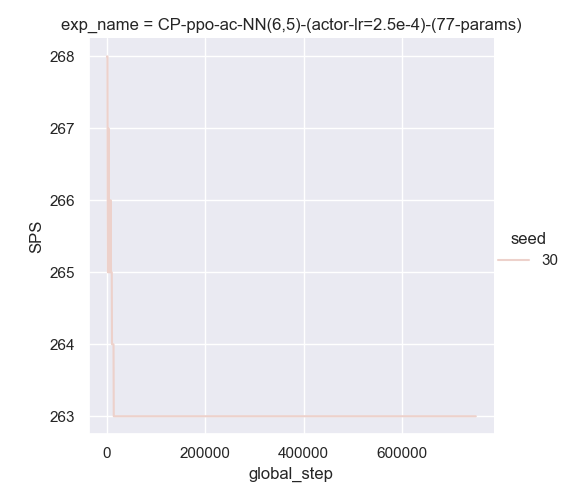 exp_name = CP-ppo-ac-NN(6,5)-(actor-lr=2.5e-4)-(77-params)
268
267
266
265
264
263
SPS
0 200000 400000 600000
global_step
seed
30